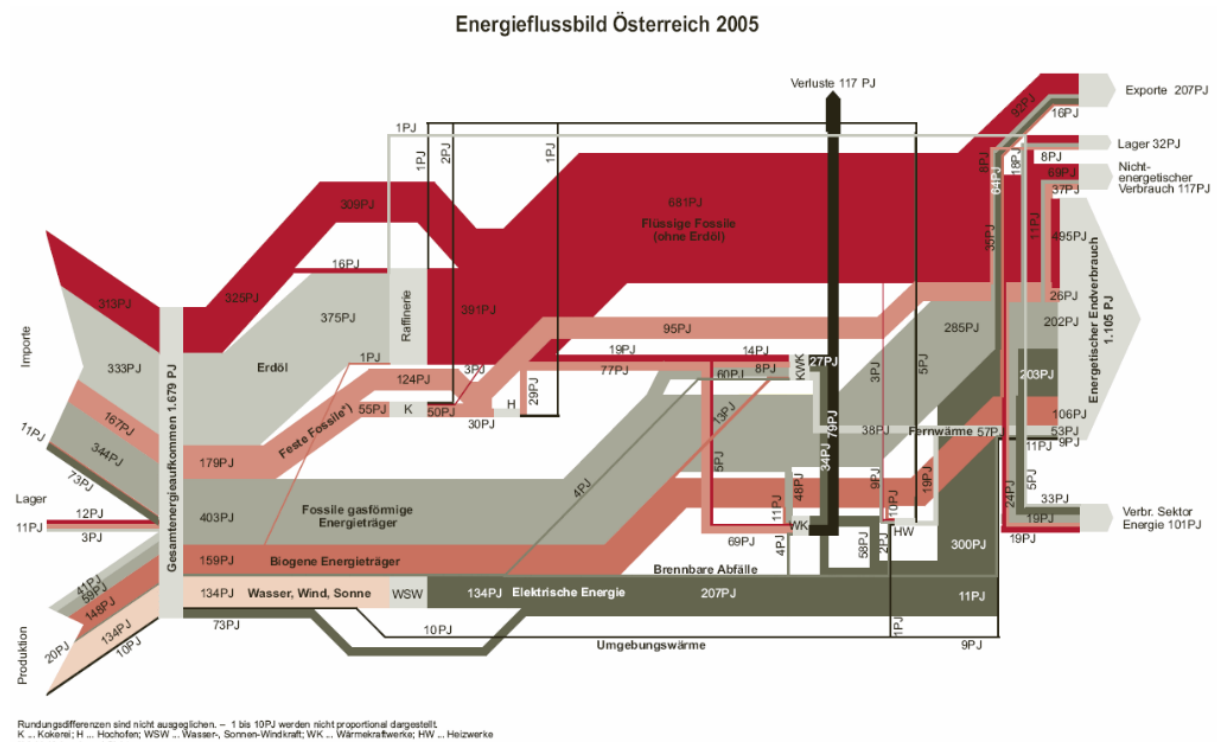 Energieflussbild Österreich 2005
Verluste 117 PJ
Exporte 207PJ
92PJ
16PJ
1PJ
1PJ
2PJ
1PJ
Lager 32PJ
8PJ
18PJ
8PJ
64PJ
Nicht-
energetischer
Verbrauch 117PJ
69PJ
37PJ
309PJ
681PJ
Flüssige Fossile
(ohne Erdöl)
35PJ
11PJ
495PJ
Importe
313PJ
325PJ
16PJ
375PJ
Raffinerie
391PJ
26PJ
202PJ
Energetischer Endverbrauch
1.105 PJ
333PJ
Erdöl
1PJ
95PJ
285PJ
19PJ
14PJ
77PJ
60PJ
8PJ
KWK
27PJ
3PJ
5PJ
203PJ
124PJ
3PJ
55PJ
K
50PJ
H
29PJ
30PJ
13PJ
79PJ
106PJ
167PJ
Feste Fossile*)
38PJ
Fernwärme
57PJ
53PJ
9PJ
11PJ
11PJ
344PJ
73PJ
179PJ
Gesamtenergieaufkommen 1.679 PJ
4PJ
5PJ
34PJ
9PJ
19PJ
24PJ
5PJ
Lager
12PJ
11PJ
3PJ
403PJ
Fossile gasförmige
Energieträger
11PJ
48PJ
10PJ
WK
HW
33PJ
19PJ
19PJ
Verbr. Sektor
Energie 101PJ
69PJ
4PJ
58PJ
2PJ
300PJ
41PJ
59PJ
148PJ
159PJ
Biogene Energieträger
Brennbare Abfälle
134PJ
Wasser, Wind, Sonne
WSW
134PJ
Elektrische Energie
207PJ
11PJ
Produktion
20PJ
134PJ
10PJ
73PJ
10PJ
Umgebungswärme
1PJ
9PJ
Rundungsdifferenzen sind nicht ausgeglichen. – 1 bis 10PJ werden nicht proportional dargestellt.
K ... Kokerei; H ... Hochofen; WSW ... Wasser-, Sonnen-Windkraft; WK ... Wärmekraftwerke; HW ... Heizwerke